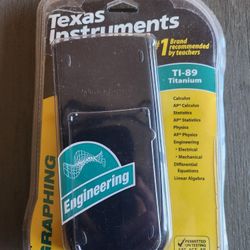 Texas
Instruments
#1 Brand
recommended
by teachers
TI-89
Titanium
Calculus
AP* Calculus
Statistics
AP* Statistics
Physics
AP* Physics
Engineering
• Electrical
• Mechanical
Differential
Equations
Linear Algebra
GRAPHING
Engineering
PERMITTED